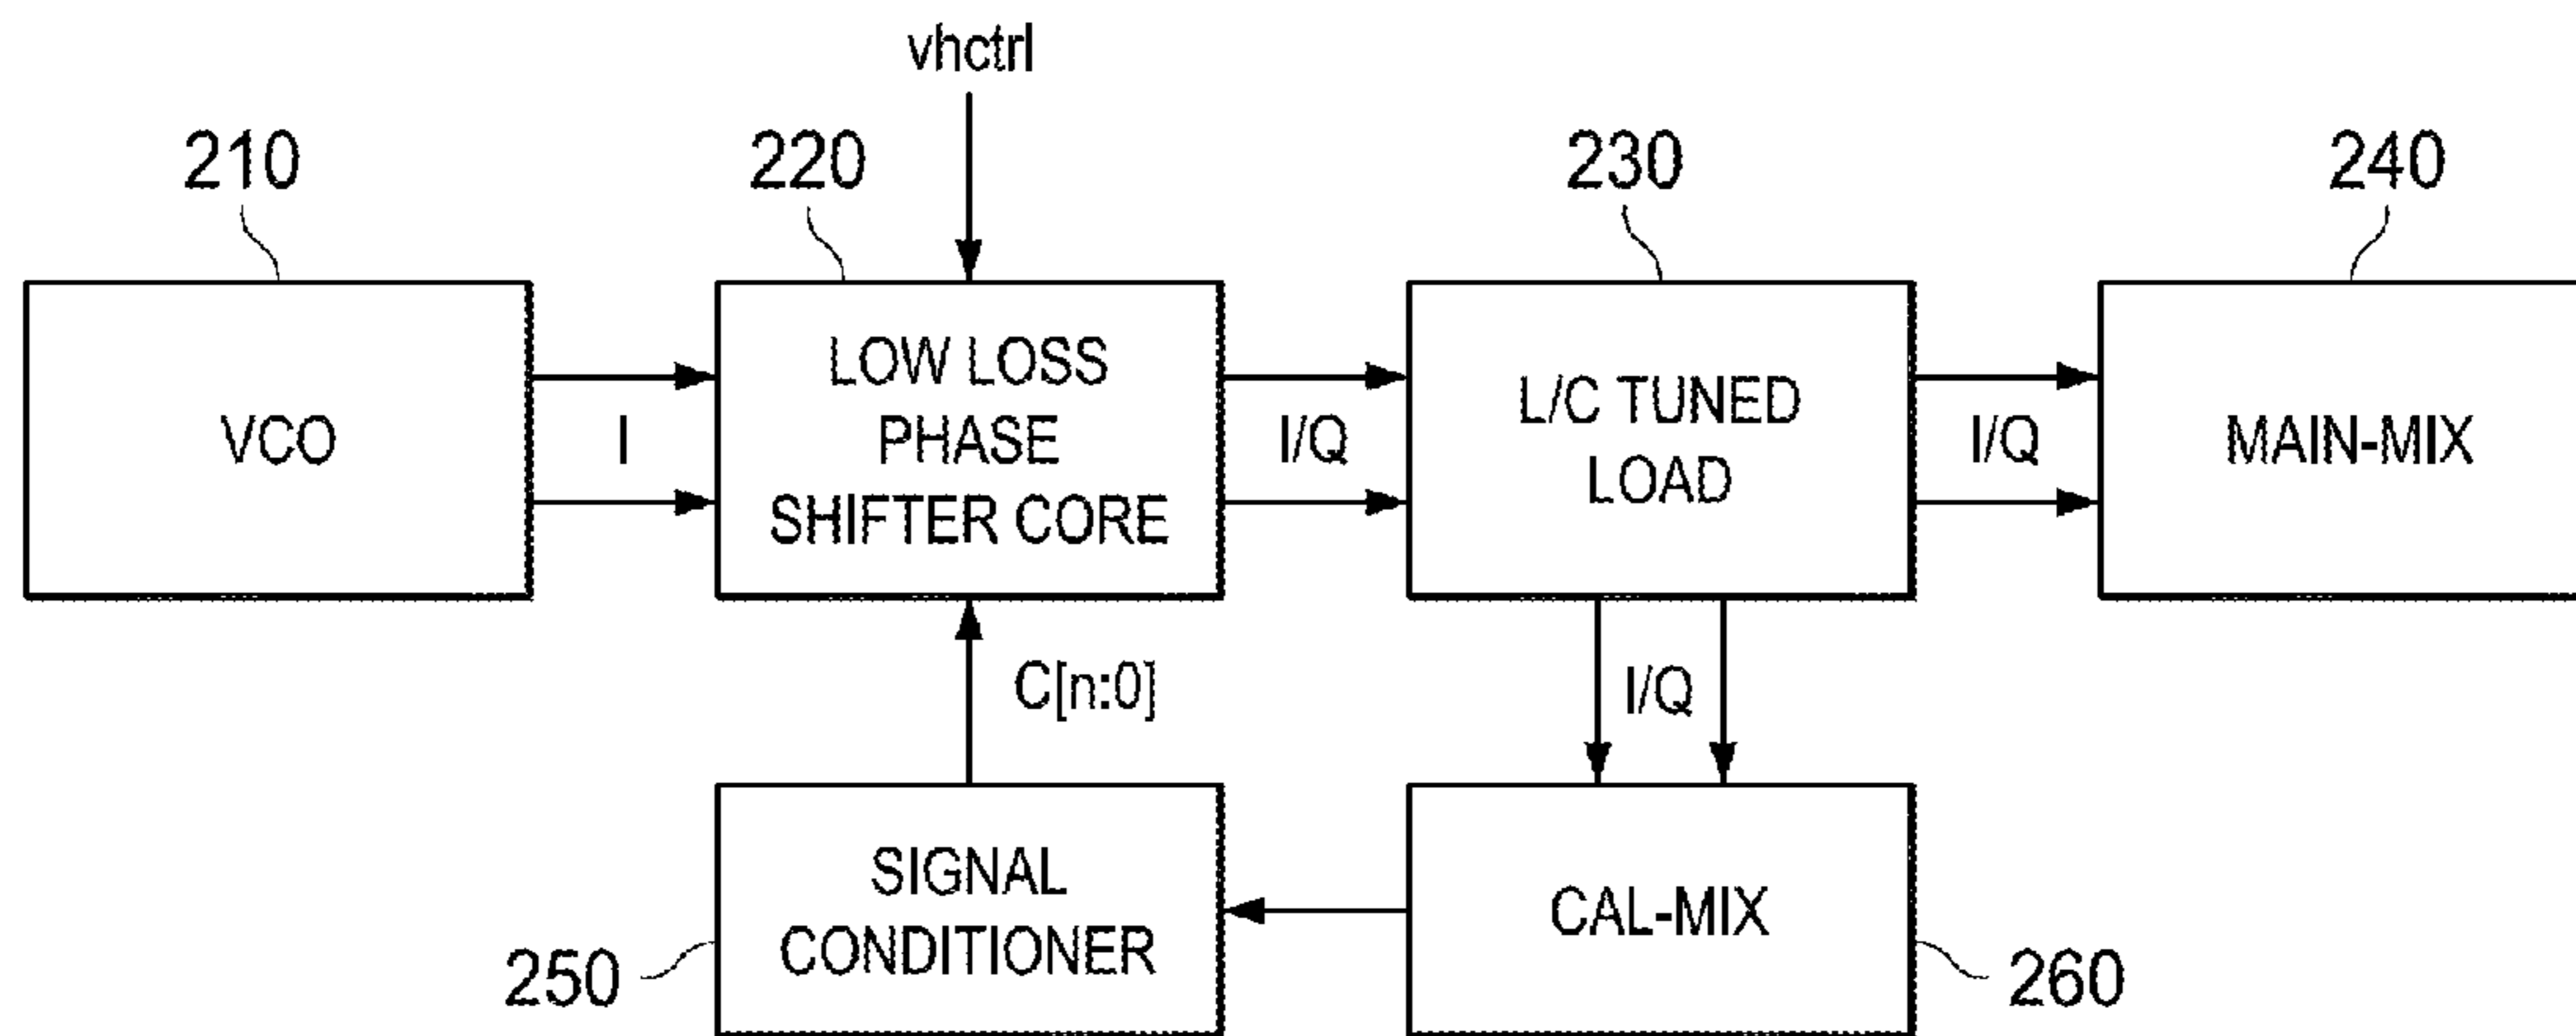 vhctrl
210
220
230
240
VCO
I
LOW LOSS
PHASE
SHIFTER CORE
I/Q
L/C TUNED
LOAD
I/Q
MAIN-MIX
C[n:0]
I/Q
SIGNAL
CONDITIONER
CAL-MIX
250
260